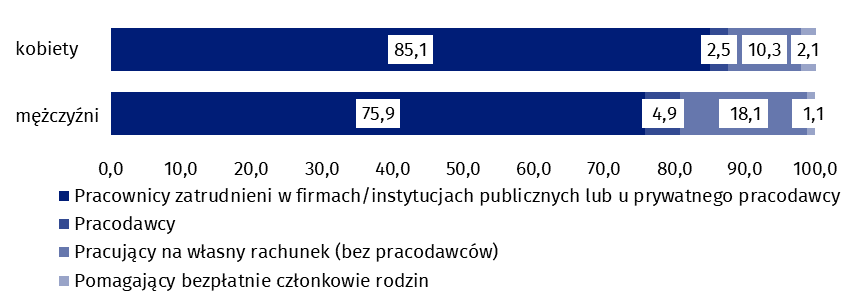 kobiety 85,1 2,5 10,3 2,1
mężczyźni 75,9 4,9 18,1 1,1
0,0 10,0 20,0 30,0 40,0 50,0 60,0 70,0 80,0 90,0 100,0
Pracownicy zatrudnieni w firmach/instytucjach publicznych lub u prywatnego pracodawcy
Pracodawcy
Pracujący na własny rachunek (bez pracodawców)
Pomagający bezpłatnie członkowie rodzin